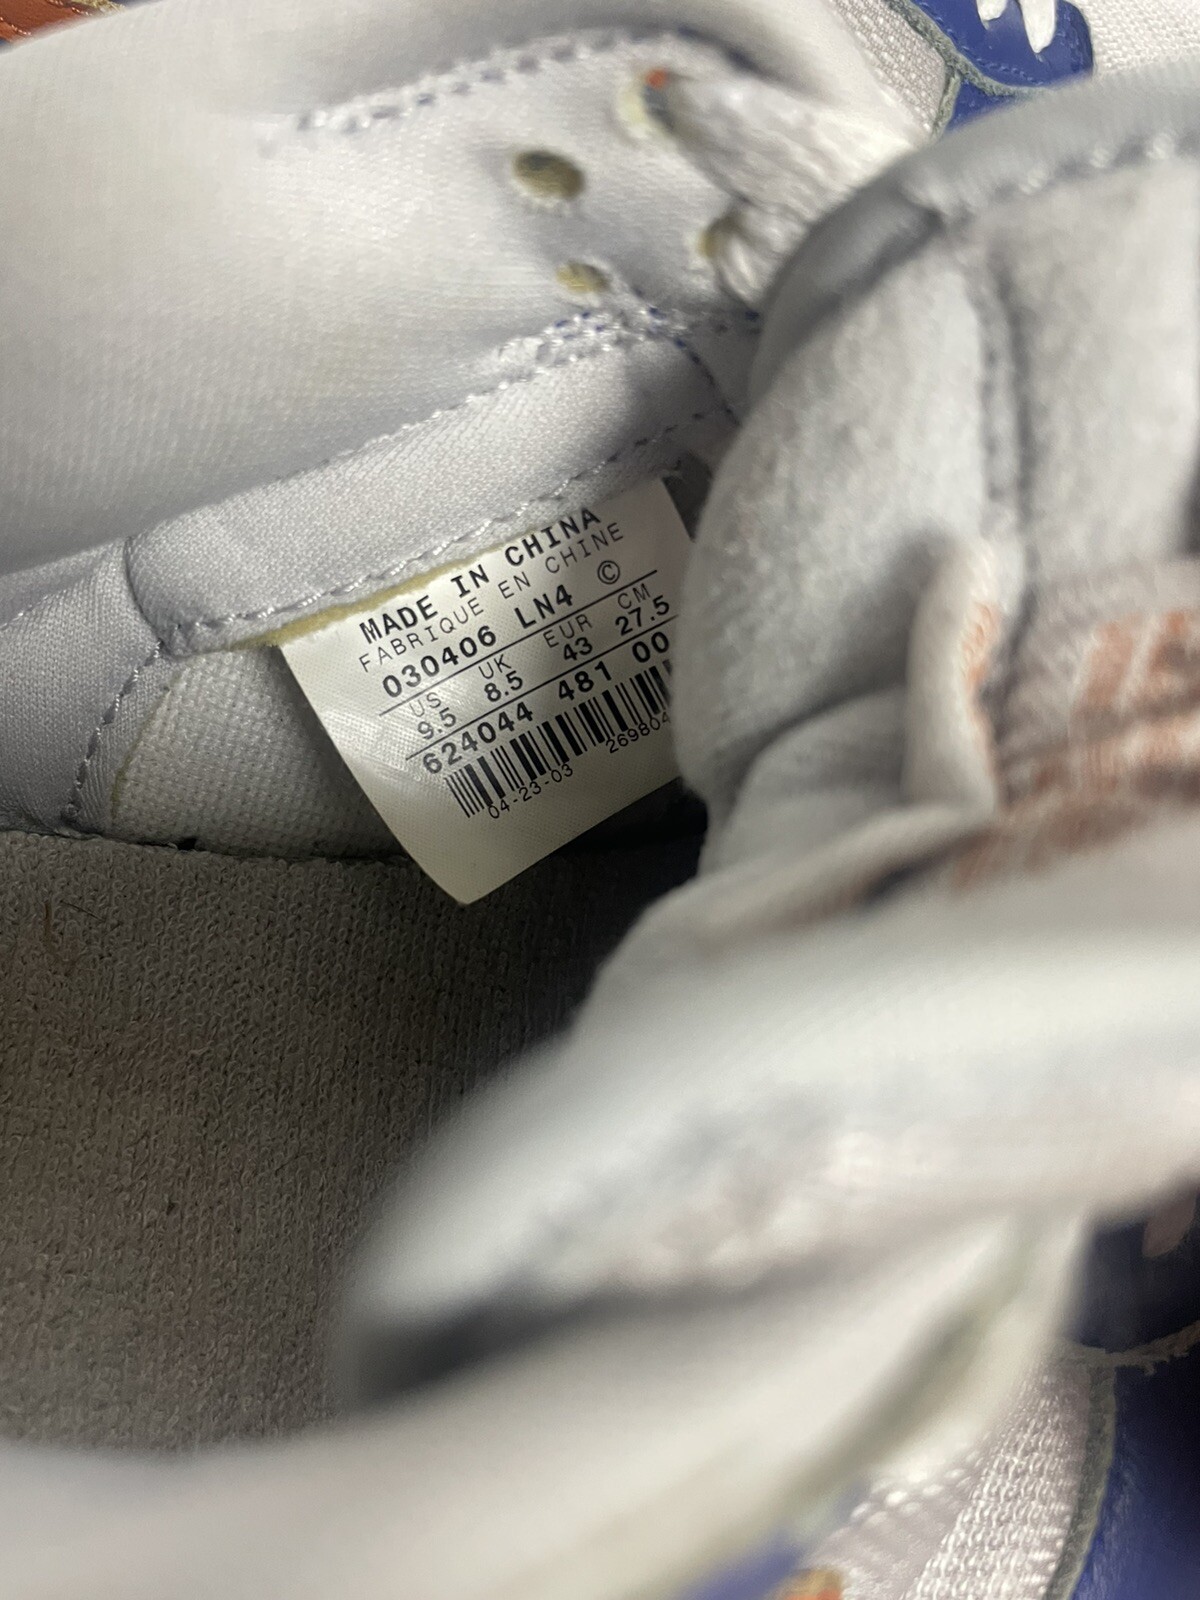 MADE IN CHINA
FABRIQUE EN CHINE
030406 LN4 ©
US UK EUR CM
9.5 8.5 43 27.5
624044 481 00
04-23-03 269804